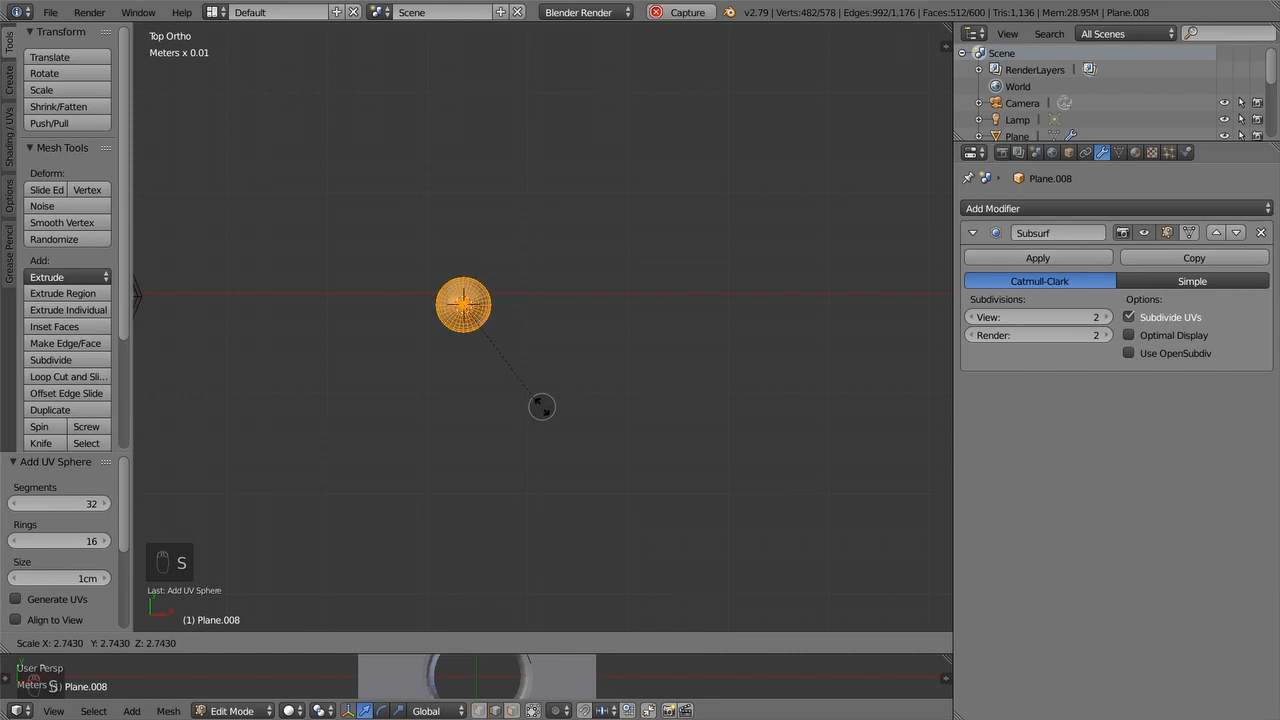 File Render Window Help Default Scene Blender Render Capture v2.79 | Verts:482/578 | Edges:992/1,176 | Faces:512/600 | Tris:1,136 | Mem:28.95M | Plane.008
Tools
Create
Shading / UVs
Options
Grease Pencil
Transform
Translate
Rotate
Scale
Shrink/Fatten
Push/Pull
Mesh Tools
Deform:
Slide Ed Vertex
Noise
Smooth Vertex
Randomize
Add:
Extrude
Extrude Region
Extrude Individual
Inset Faces
Make Edge/Face
Subdivide
Loop Cut and Sli...
Offset Edge Slide
Duplicate
Spin Screw
Knife Select
Add UV Sphere
Segments
32
Rings
16
Size
1cm
Generate UVs
Align to View
Top Ortho
Meters x 0.01
S
Last: Add UV Sphere
(1) Plane.008
Scale X: 2.7430 Y: 2.7430 Z: 2.7430
User Persp
Meters
S
(1) Plane.008
View Select Add Mesh Edit Mode Global
View Search All Scenes
Scene
RenderLayers
World
Camera
Lamp
Plane
Plane.008
Add Modifier
Subsurf
Apply Copy
Catmull-Clark Simple
Subdivisions: Options:
View: 2 Subdivide UVs
Render: 2 Optimal Display
Use OpenSubdiv